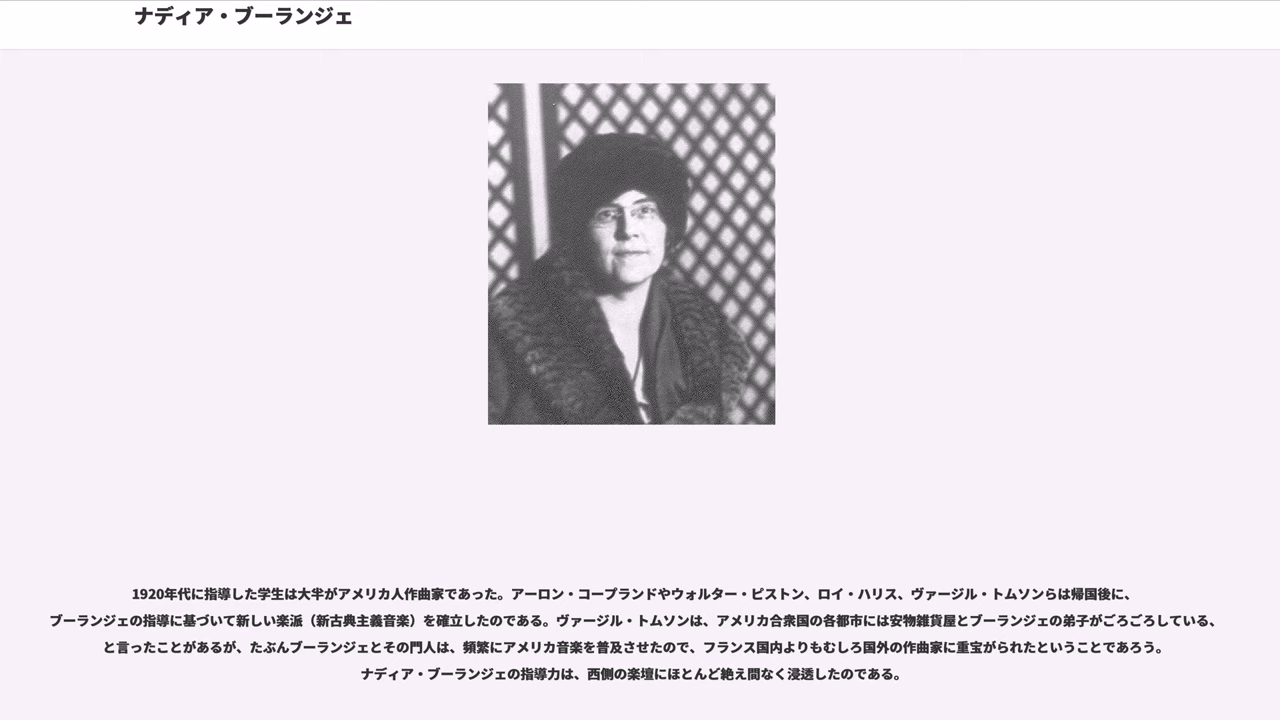 ナディア・ブーランジェ
1920年代に指導した学生は大半がアメリカ人作曲家であった。アーロン・コープランドやウォルター・ピストン、ロイ・ハリス、ヴァージル・トムソンらは帰国後に、
ブーランジェの指導に基づいて新しい楽派（新古典主義音楽）を確立したのである。ヴァージル・トムソンは、アメリカ合衆国の各都市には安物雑貨屋とブーランジェの弟子がごろごろしている、
と言ったことがあるが、たぶんブーランジェとその門人は、頻繁にアメリカ音楽を普及させたので、フランス国内よりもむしろ国外の作曲家に重宝がられたということであろう。
ナディア・ブーランジェの指導力は、西側の楽壇にほとんど絶え間なく浸透したのである。